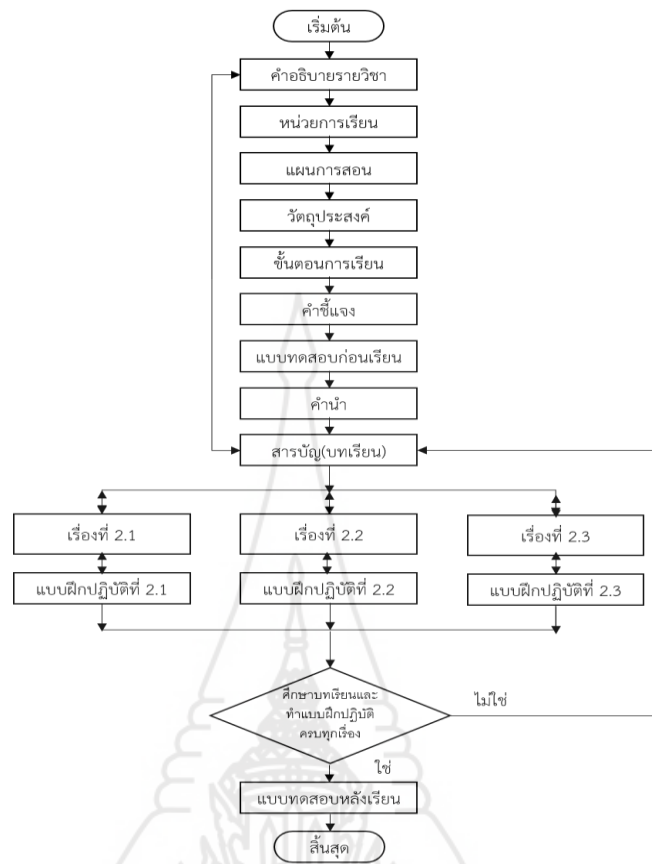 เริ่มต้น
คำอธิบายรายวิชา
หน่วยการเรียน
แผนการสอน
วัตถุประสงค์
ขั้นตอนการเรียน
คำชี้แจง
แบบทดสอบก่อนเรียน
คำนำ
สารบัญ(บทเรียน)
เรื่องที่ 2.1
เรื่องที่ 2.2
เรื่องที่ 2.3
แบบฝึกปฏิบัติที่ 2.1
แบบฝึกปฏิบัติที่ 2.2
แบบฝึกปฏิบัติที่ 2.3
ศึกษาบทเรียนและ
ทำแบบฝึกปฏิบัติ
ครบทุกเรื่อง
ไม่ใช่
ใช่
แบบทดสอบหลังเรียน
สิ้นสุด